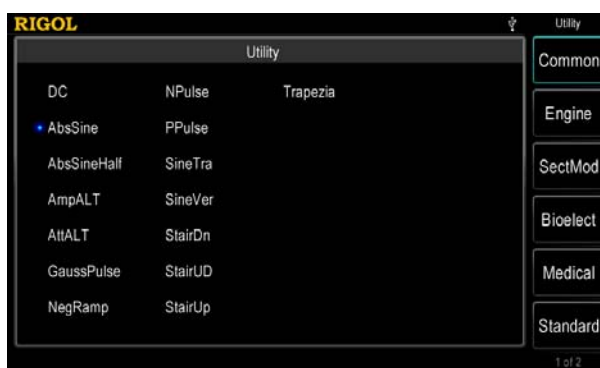 RIGOL
Utility
Utility
DC NPulse Trapezia
AbsSine PPulse
AbsSineHalf SineTra
AmpALT SineVer
AttALT StairDn
GaussPulse StairUD
NegRamp StairUp
Common
Engine
SectMod
Bioelect
Medical
Standard
1 of 2